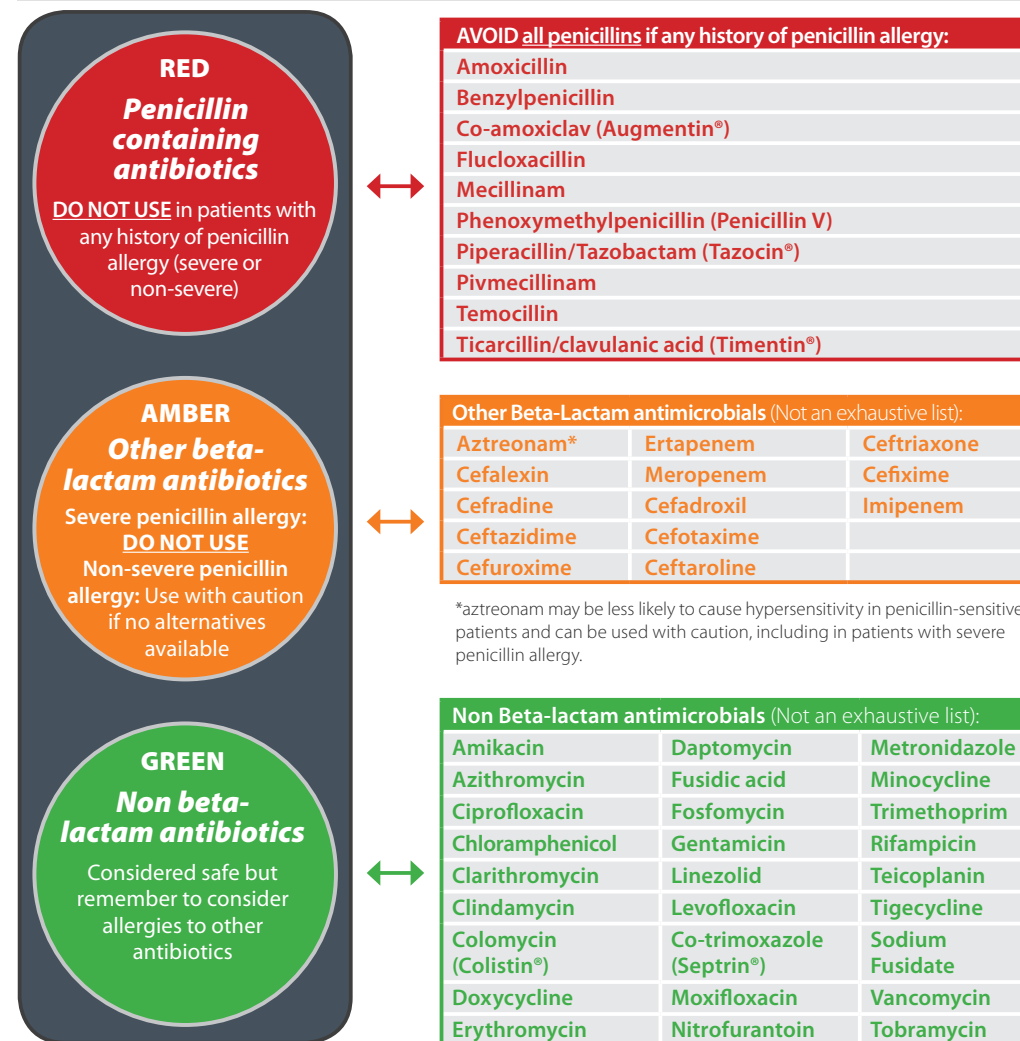 RED
Penicillin
containing
antibiotics
DO NOT USE in patients with
any history of penicillin
allergy (severe or
non-severe)
AVOID all penicillins if any history of penicillin allergy:
Amoxicillin
Benzylpenicillin
Co-amoxiclav (Augmentin®)
Flucloxacillin
Mecillinam
Phenoxymethylpenicillin (Penicillin V)
Piperacillin/Tazobactam (Tazocin®)
Pivmecillinam
Temocillin
Ticarcillin/clavulanic acid (Timentin®)
AMBER
Other beta-
lactam antibiotics
Severe penicillin allergy:
DO NOT USE
Non-severe penicillin
allergy: Use with caution
if no alternatives
available
Other Beta-Lactam antimicrobials (Not an exhaustive list):
Aztreonam* Ertapenem Ceftriaxone
Cefalexin Meropenem Cefixime
Cefradine Cefadroxil Imipenem
Ceftazidime Cefotaxime
Cefuroxime Ceftaroline
*aztreonam may be less likely to cause hypersensitivity in penicillin-sensitive
patients and can be used with caution, including in patients with severe
penicillin allergy.
GREEN
Non beta-
lactam antibiotics
Considered safe but
remember to consider
allergies to other
antibiotics
Non Beta-lactam antimicrobials (Not an exhaustive list):
Amikacin Daptomycin Metronidazole
Azithromycin Fusidic acid Minocycline
Ciprofloxacin Fosfomycin Trimethoprim
Chloramphenicol Gentamicin Rifampicin
Clarithromycin Linezolid Teicoplanin
Clindamycin Levofloxacin Tigecycline
Colomycin Co-trimoxazole Sodium
(Colistin®) (Septrin®) Fusidate
Doxycycline Moxifloxacin Vancomycin
Erythromycin Nitrofurantoin Tobramycin